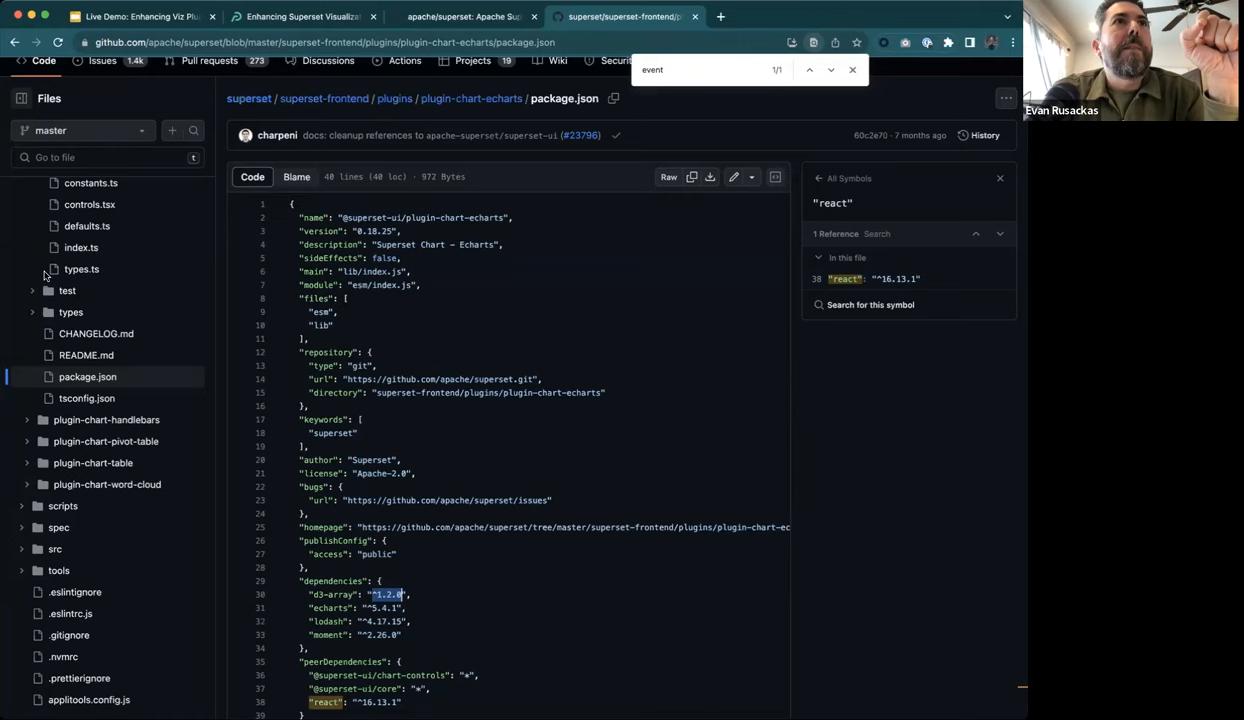 Live Demo: Enhancing Viz Plu
Enhancing Superset Visualizat
apache/superset: Apache Sup
superset/superset-frontend/p
github.com/apache/superset/blob/master/superset-frontend/plugins/plugin-chart-echarts/package.json
event
1/1
Code
Issues 1.4k
Pull requests 273
Discussions
Actions
Projects 19
Wiki
Securi
Evan Rusackas
Files
master
Go to file
t
constants.ts
controls.tsx
defaults.ts
index.ts
types.ts
test
types
CHANGELOG.md
README.md
package.json
tsconfig.json
plugin-chart-handlebars
plugin-chart-pivot-table
plugin-chart-table
plugin-chart-word-cloud
scripts
spec
src
tools
.eslintignore
.eslintrc.js
.gitignore
.nvmrc
.prettierignore
applitools.config.js
superset / superset-frontend / plugins / plugin-chart-echarts / package.json
charpeni docs: cleanup references to apache-superset/superset-ui (#23796)
60c2e70 · 7 months ago
History
Code
Blame
40 lines (40 loc) · 972 Bytes
Raw
1 {
2 "name": "@superset-ui/plugin-chart-echarts",
3 "version": "0.18.25",
4 "description": "Superset Chart - Echarts",
5 "sideEffects": false,
6 "main": "lib/index.js",
7 "module": "esm/index.js",
8 "files": [
9 "esm",
10 "lib"
11 ],
12 "repository": {
13 "type": "git",
14 "url": "https://github.com/apache/superset.git",
15 "directory": "superset-frontend/plugins/plugin-chart-echarts"
16 },
17 "keywords": [
18 "superset"
19 ],
20 "author": "Superset",
21 "license": "Apache-2.0",
22 "bugs": {
23 "url": "https://github.com/apache/superset/issues"
24 },
25 "homepage": "https://github.com/apache/superset/tree/master/superset-frontend/plugins/plugin-chart-ec
26 "publishConfig": {
27 "access": "public"
28 },
29 "dependencies": {
30 "d3-array": "^1.2.0",
31 "echarts": "^5.4.1",
32 "lodash": "^4.17.15",
33 "moment": "^2.26.0"
34 },
35 "peerDependencies": {
36 "@superset-ui/chart-controls": "*",
37 "@superset-ui/core": "*",
38 "react": "^16.13.1"
39 }
All Symbols
"react"
1 Reference Search
In this file
38 "react": "^16.13.1"
Search for this symbol